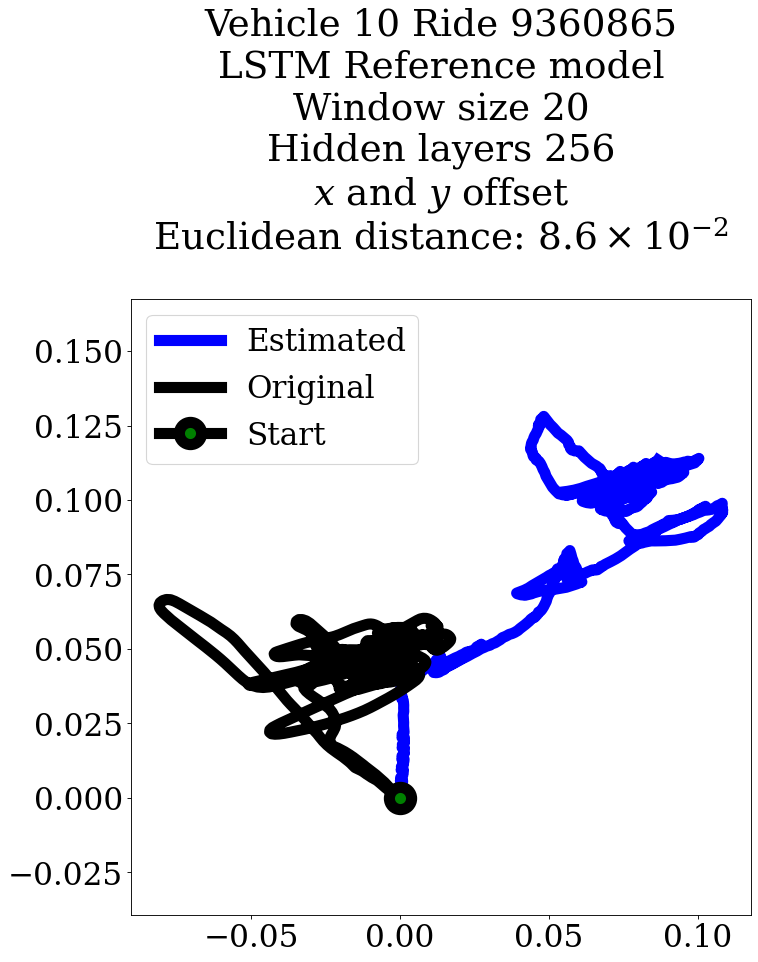 Vehicle 10 Ride 9360865
LSTM Reference model
Window size 20
Hidden layers 256
x and y offset
Euclidean distance: 8.6 × 10⁻²
Estimated
Original
Start
0.150
0.125
0.100
0.075
0.050
0.025
0.000
−0.025
−0.05 0.00 0.05 0.10